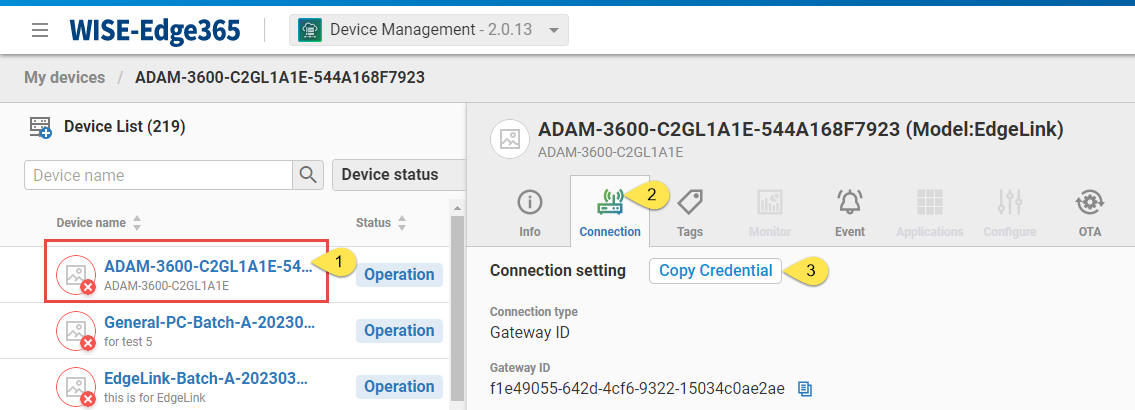 WISE-Edge365
Device Management - 2.0.13
My devices / ADAM-3600-C2GL1A1E-544A168F7923
Device List (219)
Device name
Device status
Device name
Status
ADAM-3600-C2GL1A1E-54...
ADAM-3600-C2GL1A1E
1
Operation
General-PC-Batch-A-20230...
for test 5
Operation
EdgeLink-Batch-A-202303...
this is for EdgeLink
Operation
ADAM-3600-C2GL1A1E-544A168F7923 (Model:EdgeLink)
ADAM-3600-C2GL1A1E
2
Info
Connection
Tags
Monitor
Event
Applications
Configure
OTA
Connection setting
Copy Credential
3
Connection type
Gateway ID
Gateway ID
f1e49055-642d-4cf6-9322-15034c0ae2ae